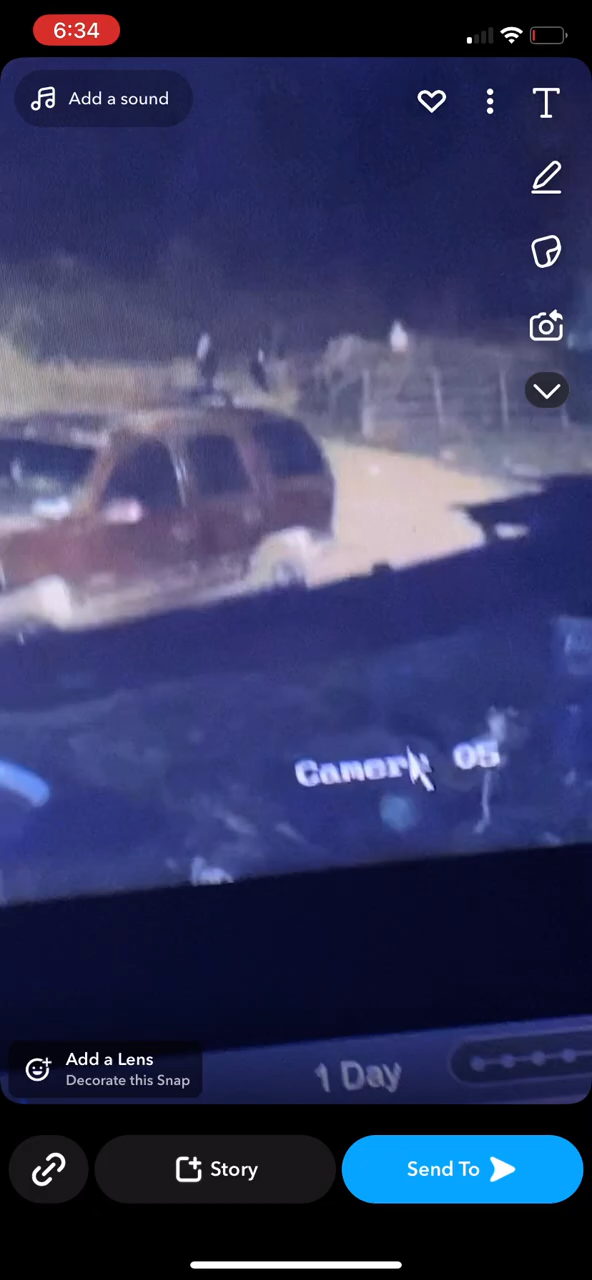 6:34
Add a sound
T
Camera 05
Add a Lens
Decorate this Snap
1 Day
Story
Send To